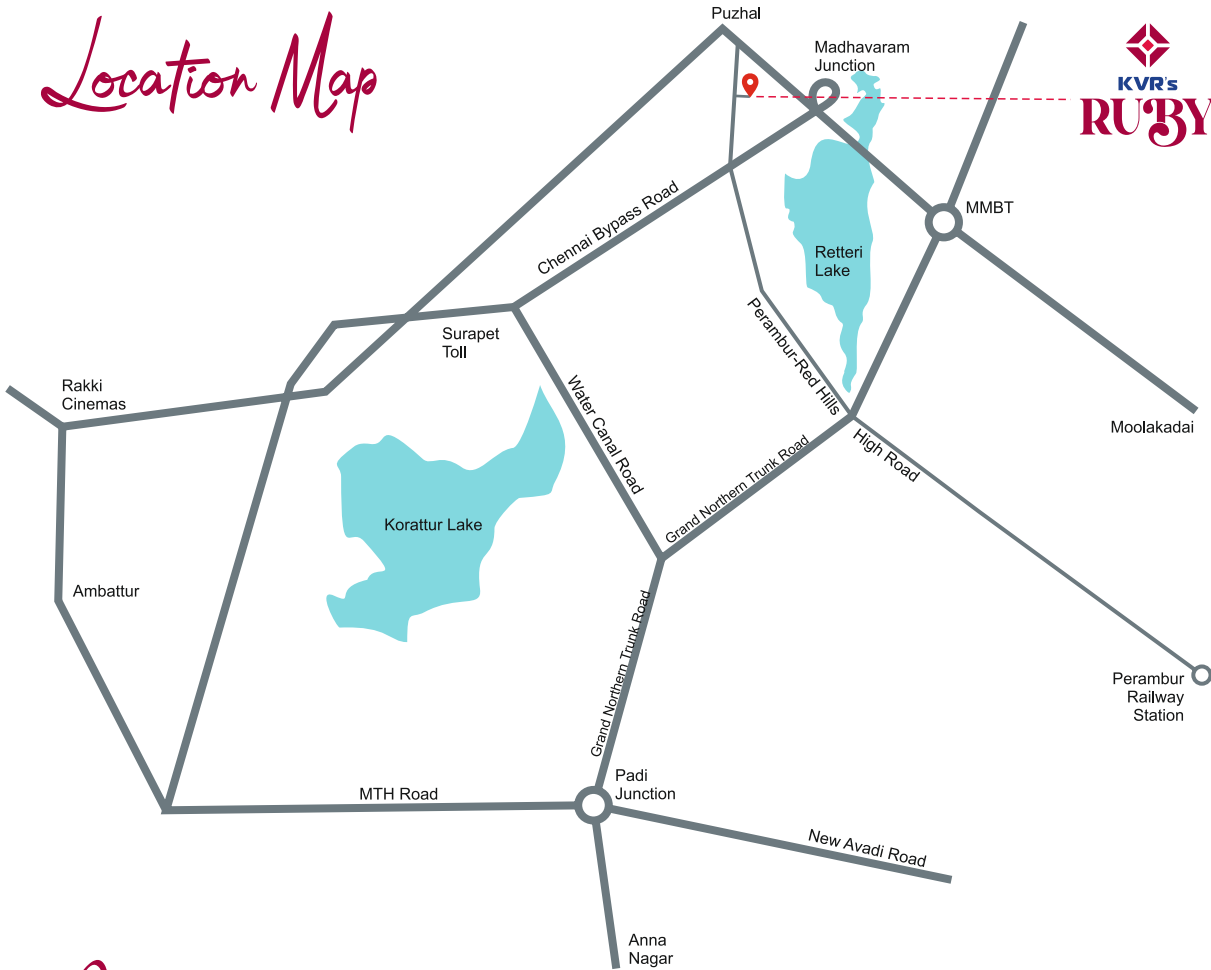 Location Map
Puzhal
Madhavaram
Junction
KVR's
RUBY
Chennai Bypass Road
MMBT
Retteri
Lake
Surapet
Toll
Perambur-Red Hills
High Road
Rakki
Cinemas
Water Canal Road
Moolakadai
Grand Northern Trunk Road
Korattur Lake
Ambattur
Grand Northern Trunk Road
Perambur
Railway
Station
Padi
Junction
MTH Road
New Avadi Road
Anna
Nagar